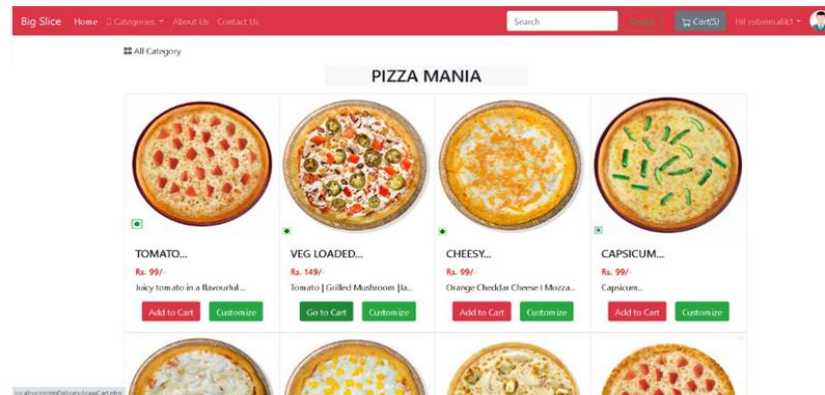 Big Slice Home Categories About Us Contact Us Search Search Cart(5) Hi! robinmalik1
All Category
PIZZA MANIA
TOMATO... VEG LOADED... CHEESY... CAPSICUM...
Rs. 99/- Rs. 149/- Rs. 99/- Rs. 99/-
Juicy tomato in a flavourful ... Tomato | Grilled Mushroom |Ja... Orange Cheddar Cheese I Mozza... Capsicum...
Add to Cart Customize Go to Cart Customize Add to Cart Customize Add to Cart Customize